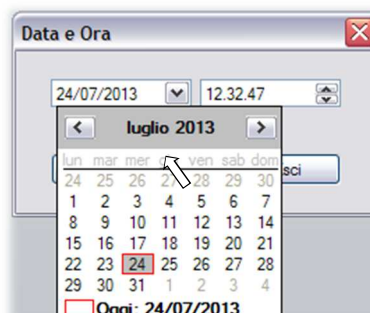 Data e Ora
24/07/2013 12.32.47
luglio 2013
lun mar mer ven sab dom
24 25 26 27 28 29 30
1 2 3 4 5 6 7
8 9 10 11 12 13 14
15 16 17 18 19 20 21
22 23 24 25 26 27 28
29 30 31 1 2 3 4
Oggi: 24/07/2013